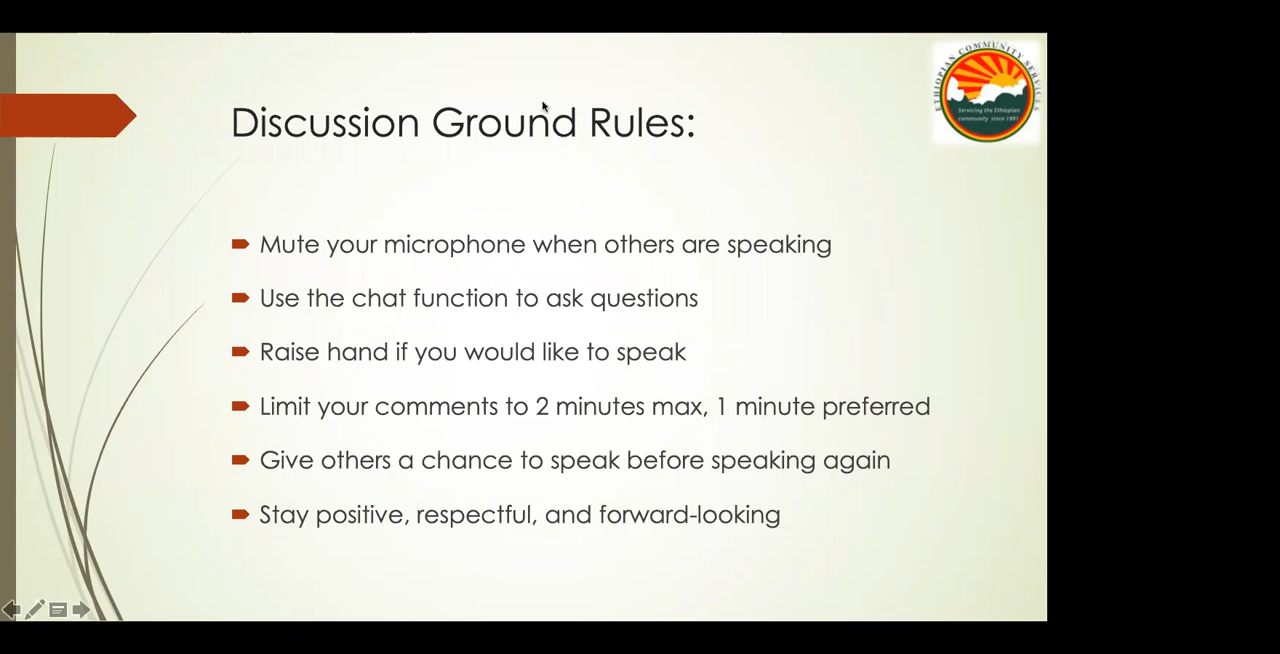 ETHIOPIAN COMMUNITY SERVICES
Servicing the Ethiopian
community since 1991
Discussion Ground Rules:
Mute your microphone when others are speaking
Use the chat function to ask questions
Raise hand if you would like to speak
Limit your comments to 2 minutes max, 1 minute preferred
Give others a chance to speak before speaking again
Stay positive, respectful, and forward-looking